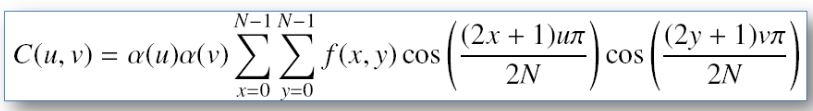 C(u, v) = α(u)α(v) ∑_{x=0}^{N−1} ∑_{y=0}^{N−1} f(x, y) cos ( (2x + 1)uπ / 2N ) cos ( (2y + 1)vπ / 2N )